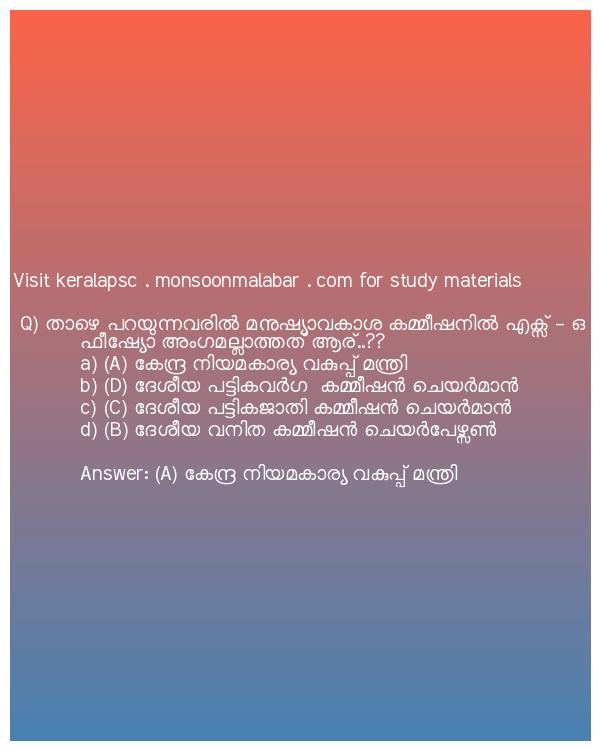 Visit keralapsc . monsoonmalabar . com for study materials
Q) താഴെ പറയുന്നവരിൽ മനുഷ്യാവകാശ കമ്മീഷനിൽ എക്സ് - ഒ
ഫീഷ്യോ അംഗമല്ലാത്തത് ആര്..??
a) (A) കേന്ദ്ര നിയമകാര്യ വകുപ്പ് മന്ത്രി
b) (D) ദേശീയ പട്ടികവർഗ കമ്മീഷൻ ചെയർമാൻ
c) (C) ദേശീയ പട്ടികജാതി കമ്മീഷൻ ചെയർമാൻ
d) (B) ദേശീയ വനിത കമ്മീഷൻ ചെയർപേഴ്സൺ
Answer: (A) കേന്ദ്ര നിയമകാര്യ വകുപ്പ് മന്ത്രി